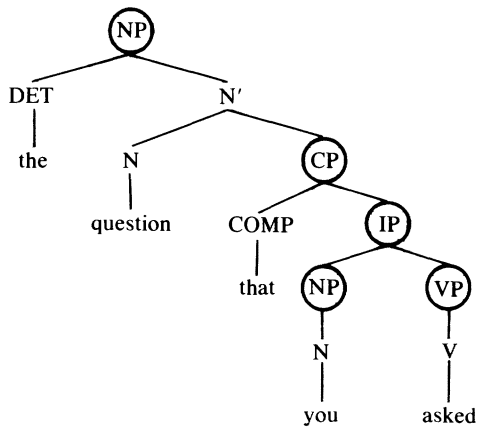 NP
DET N′
the N CP
question COMP IP
that NP VP
N V
you asked